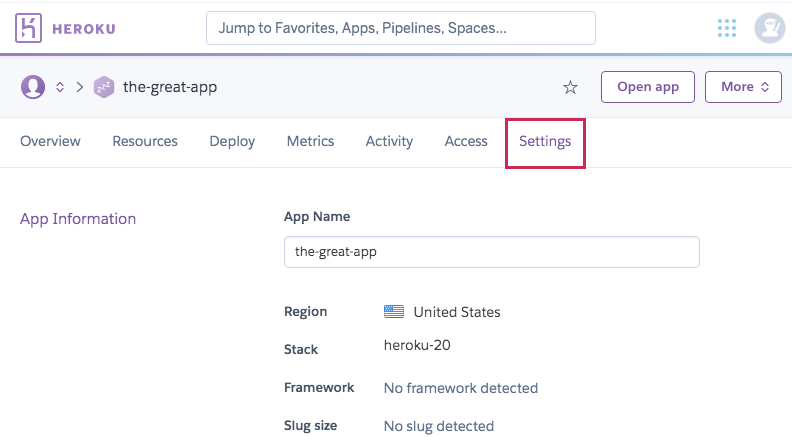 HEROKU
Jump to Favorites, Apps, Pipelines, Spaces...
the-great-app
Open app
More
Overview Resources Deploy Metrics Activity Access Settings
App Information
App Name
the-great-app
Region United States
Stack heroku-20
Framework No framework detected
Slug size No slug detected